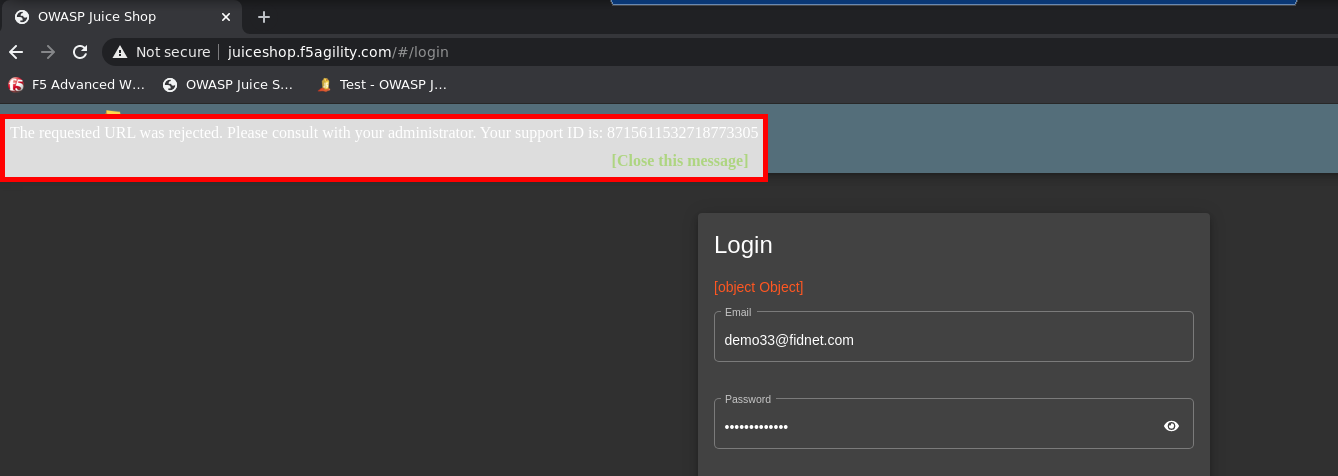 OWASP Juice Shop
Not secure juiceshop.f5agility.com/#/login
F5 Advanced W... OWASP Juice S... Test - OWASP J...
The requested URL was rejected. Please consult with your administrator. Your support ID is: 8715611532718773305
[Close this message]
Login
[object Object]
Email
demo33@fidnet.com
Password
•••••••••••••